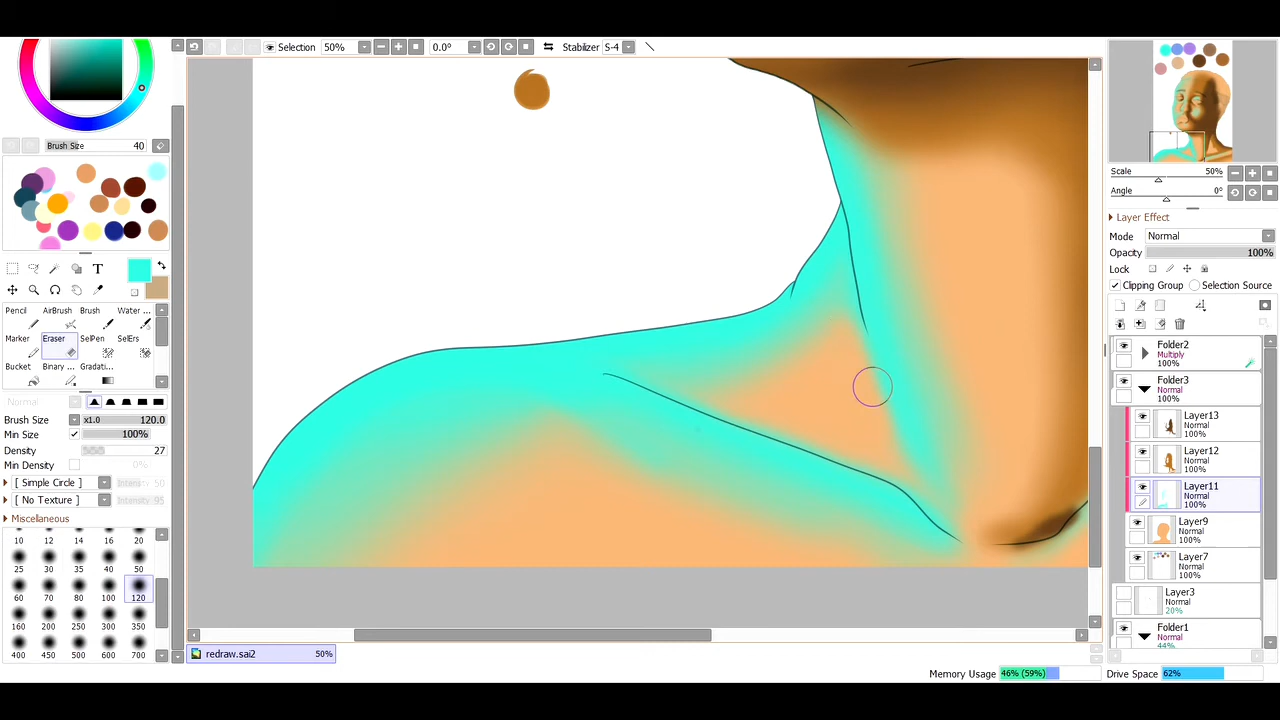 Selection 50% 0.0° Stabilizer S-4
Brush Size 40
T
Pencil AirBrush Brush Water ...
Marker Eraser SelPen SelErs
Bucket Binary ... Gradati...
Normal
Brush Size x1.0 120.0
Min Size 100%
Density 27
Min Density 0%
[ Simple Circle ] Intensi 50
[ No Texture ] Intensity 95
Miscellaneous
10 12 14 16 20
25 30 35 40 50
60 70 80 100 120
160 200 250 300 350
400 450 500 600 700
redraw.sai2 50%
Scale 50%
Angle 0°
Layer Effect
Mode Normal
Opacity 100%
Lock
Clipping Group Selection Source
Folder2
Multiply
100%
Folder3
Normal
100%
Layer13
Normal
100%
Layer12
Normal
100%
Layer11
Normal
100%
Layer9
Normal
100%
Layer7
Normal
100%
Layer3
Normal
20%
Folder1
Normal
44%
Memory Usage 46% (59%) Drive Space 62%